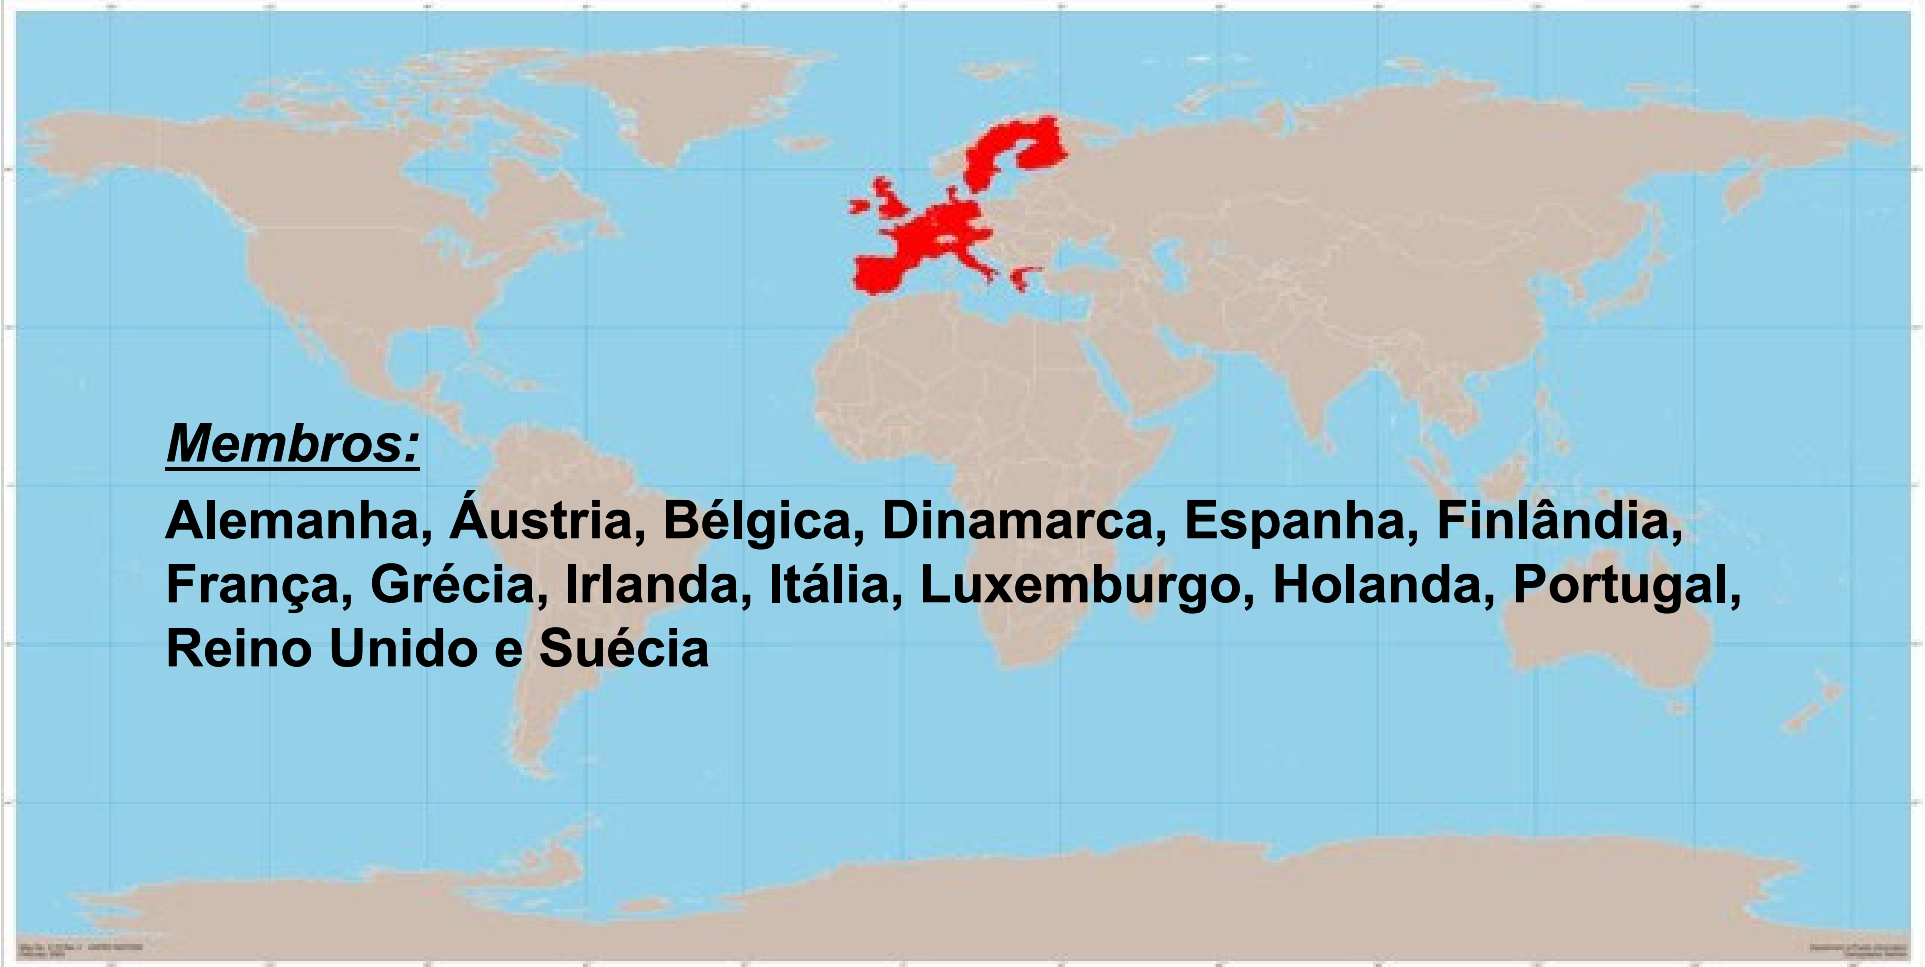 Membros:
Alemanha, Áustria, Bélgica, Dinamarca, Espanha, Finlândia,
França, Grécia, Irlanda, Itália, Luxemburgo, Holanda, Portugal,
Reino Unido e Suécia